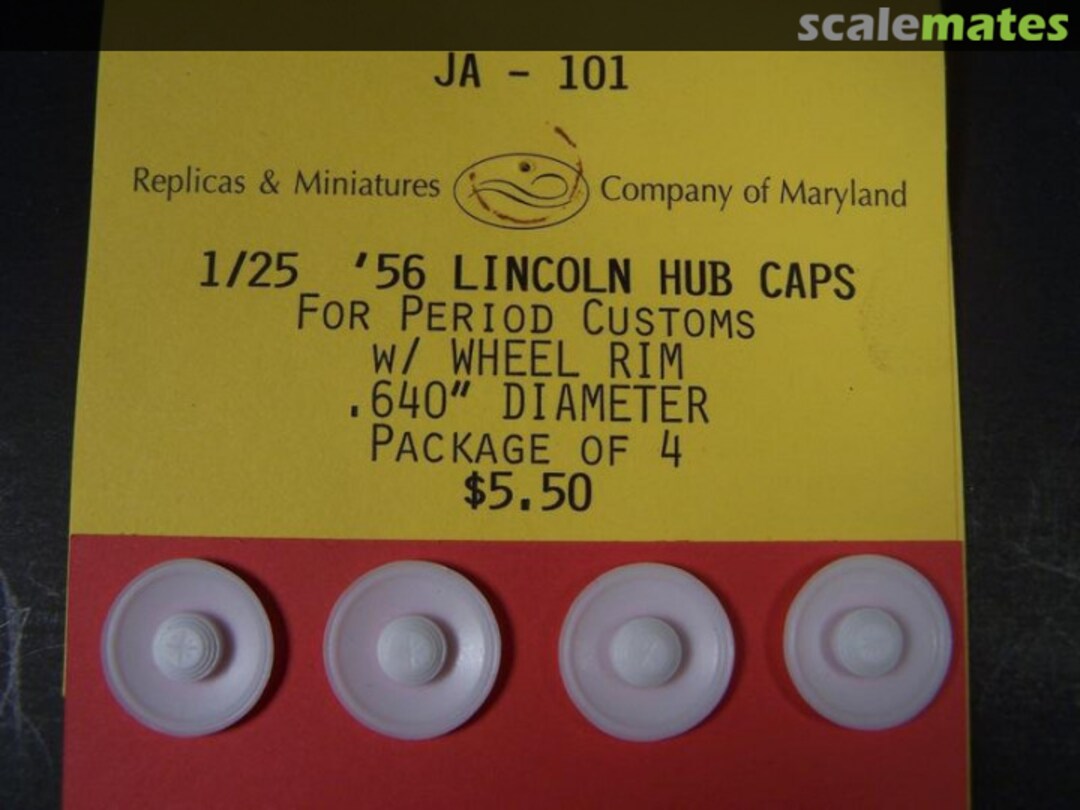 scalemates
JA - 101
Replicas & Miniatures Company of Maryland
1/25 '56 LINCOLN HUB CAPS
FOR PERIOD CUSTOMS
W/ WHEEL RIM
.640" DIAMETER
PACKAGE OF 4
$5.50